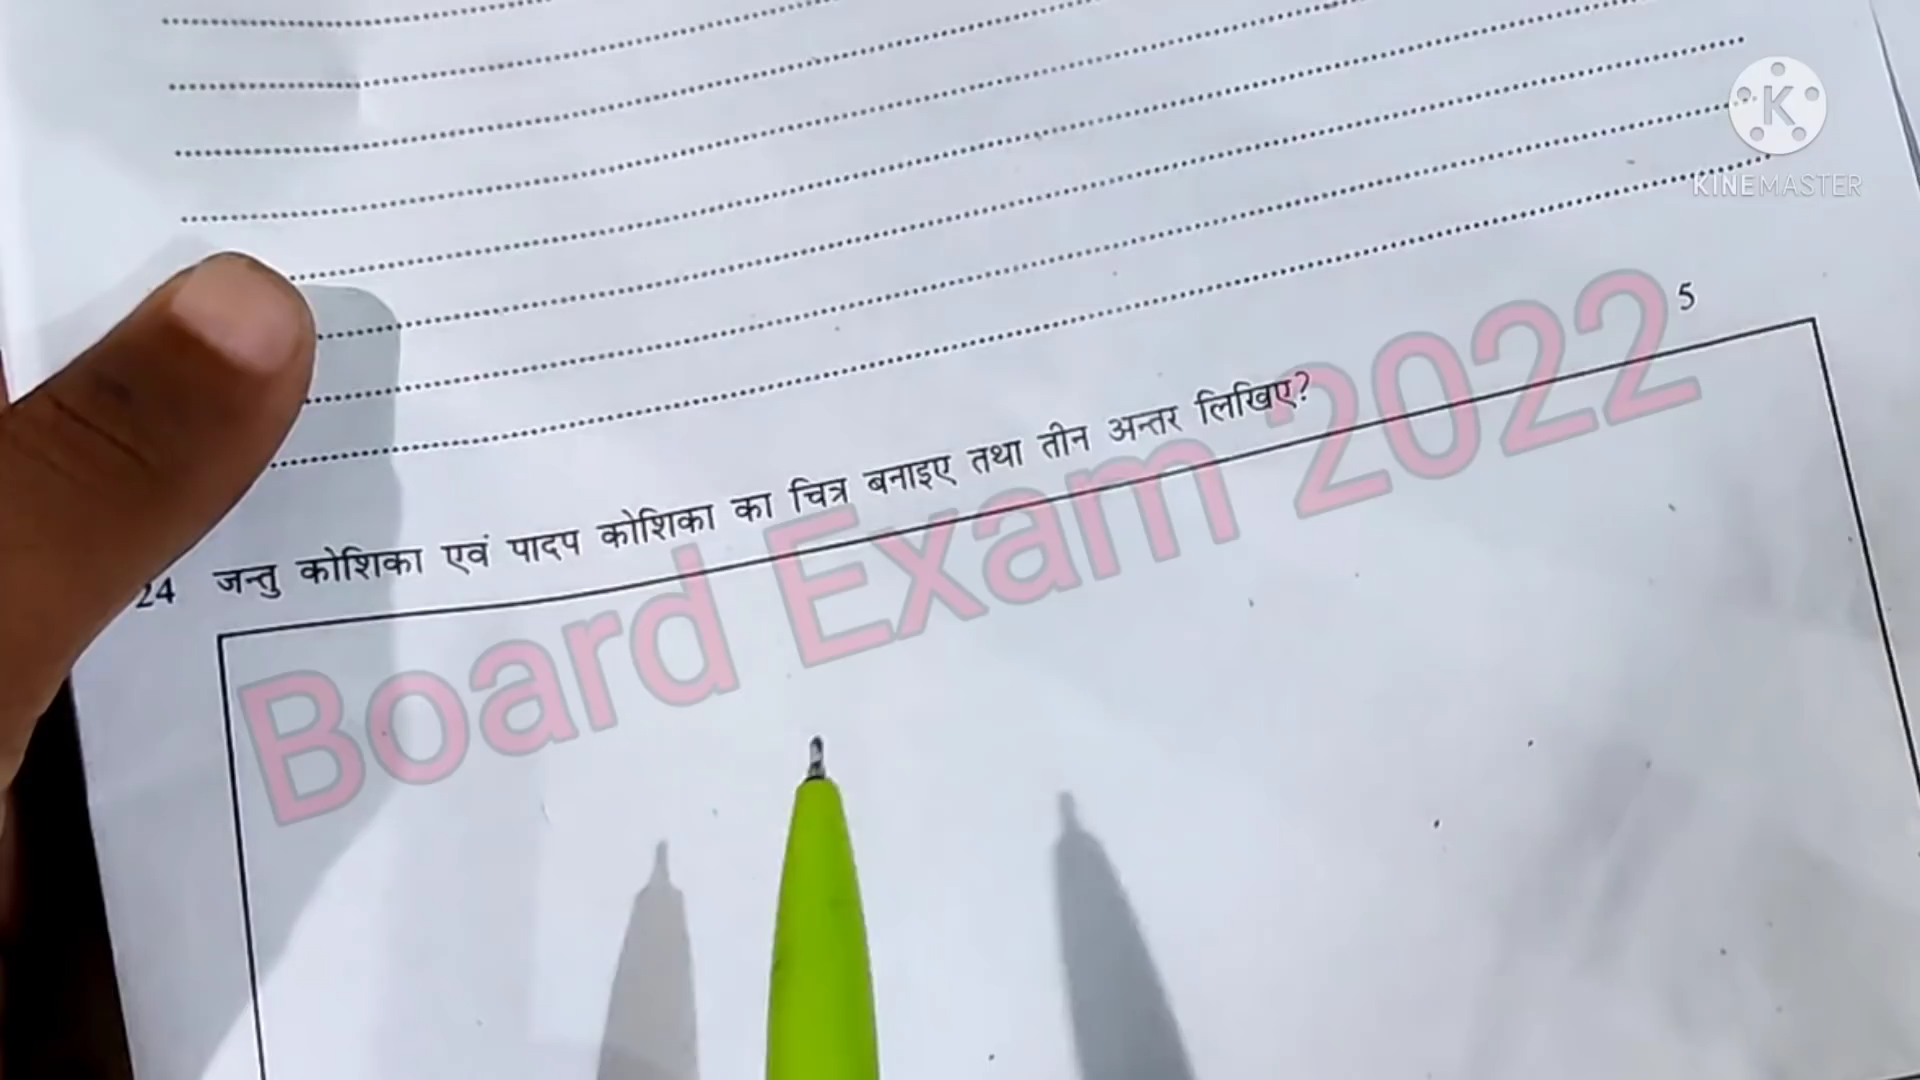 KINEMASTER
5
24 जन्तु कोशिका एवं पादप कोशिका का चित्र बनाइए तथा तीन अन्तर लिखिए?
Board Exam 2022